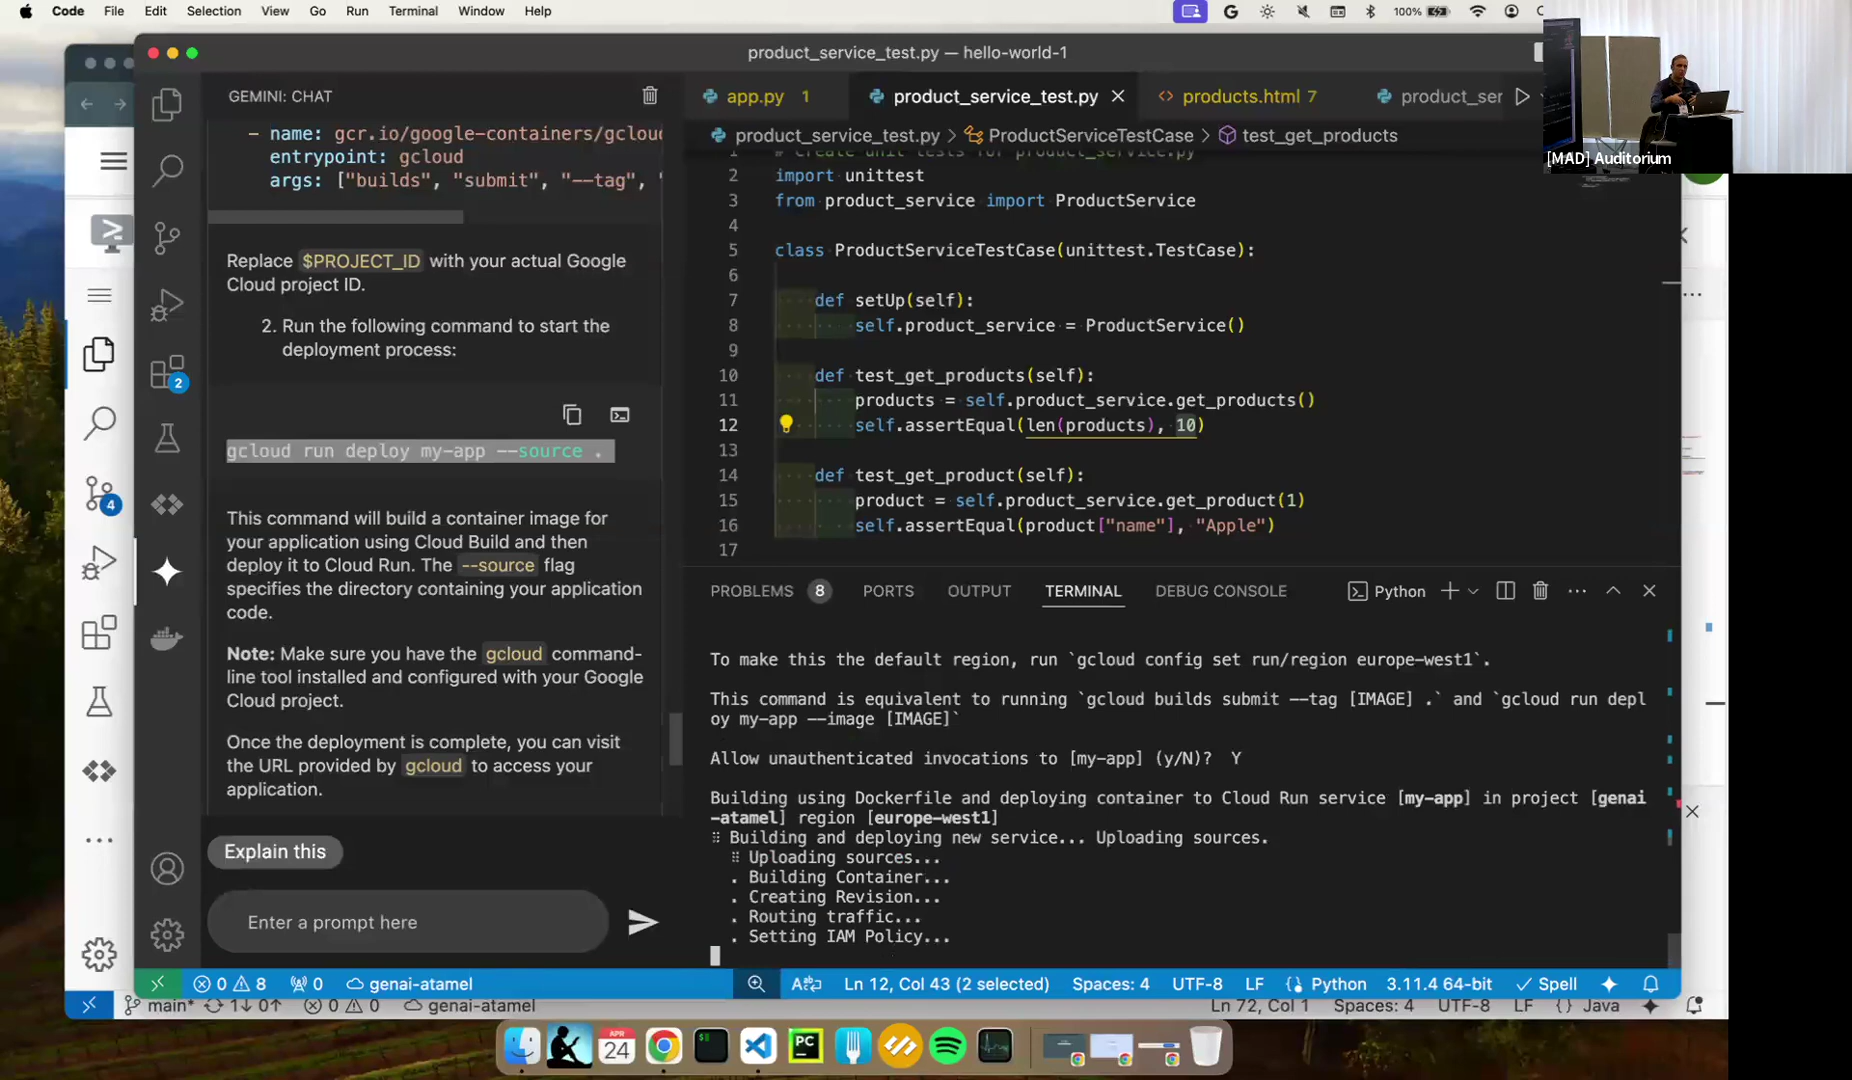 Code File Edit Selection View Go Run Terminal Window Help
100%
product_service_test.py — hello-world-1
[MAD] Auditorium
GEMINI: CHAT
- name: gcr.io/google-containers/gcloud
entrypoint: gcloud
args: ["builds", "submit", "--tag", "
Replace $PROJECT_ID with your actual Google
Cloud project ID.
2. Run the following command to start the
deployment process:
gcloud run deploy my-app --source .
This command will build a container image for
your application using Cloud Build and then
deploy it to Cloud Run. The --source flag
specifies the directory containing your application
code.
Note: Make sure you have the gcloud command-
line tool installed and configured with your Google
Cloud project.
Once the deployment is complete, you can visit
the URL provided by gcloud to access your
application.
Explain this
Enter a prompt here
2
4
app.py 1
product_service_test.py
products.html 7
product_ser
product_service_test.py > ProductServiceTestCase > test_get_products
1 # Create unit tests for product_service.py
2 import unittest
3 from product_service import ProductService
4
5 class ProductServiceTestCase(unittest.TestCase):
6
7 def setUp(self):
8 self.product_service = ProductService()
9
10 def test_get_products(self):
11 products = self.product_service.get_products()
12 self.assertEqual(len(products), 10)
13
14 def test_get_product(self):
15 product = self.product_service.get_product(1)
16 self.assertEqual(product["name"], "Apple")
17
PROBLEMS 8 PORTS OUTPUT TERMINAL DEBUG CONSOLE Python
To make this the default region, run `gcloud config set run/region europe-west1`.
This command is equivalent to running `gcloud builds submit --tag [IMAGE] .` and `gcloud run depl
oy my-app --image [IMAGE]`
Allow unauthenticated invocations to [my-app] (y/N)? Y
Building using Dockerfile and deploying container to Cloud Run service [my-app] in project [genai
-atamel] region [europe-west1]
Building and deploying new service... Uploading sources.
Uploading sources...
. Building Container...
. Creating Revision...
. Routing traffic...
. Setting IAM Policy...
0 8 0 genai-atamel
Ln 12, Col 43 (2 selected) Spaces: 4 UTF-8 LF Python 3.11.4 64-bit Spell
main* 1↓ 0↑ 0 0 genai-atamel
Ln 72, Col 1 Spaces: 4 UTF-8 LF {} Java
APR
24
PC